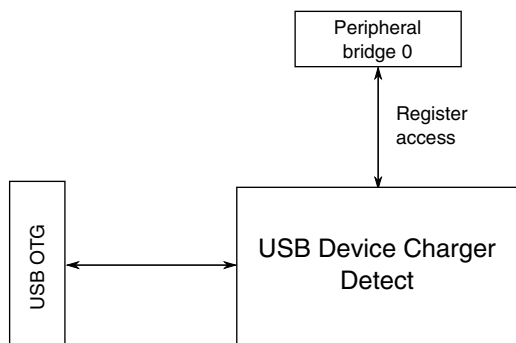 Peripheral
bridge 0
Register
access
USB Device Charger
Detect
USB OTG